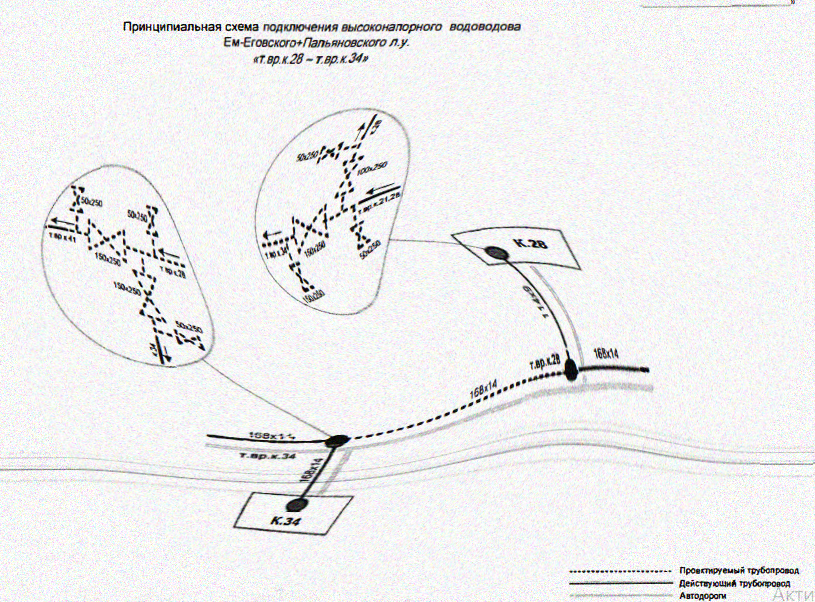 Принципиальная схема подключения высоконапорного водоводова
Ем-Еговского+Пальяновского л.у.
«т.вр.к.28 – т.вр.к.34»
50x250
100x250
т.вр.к.21,28
т.вр.к.34
150x250
50x250
150x250
50x250
50x250
т.вр.к.41
150x250
т.вр.к.28
150x250
50x250
К.28
114x9
т.вр.к.28
168x14
168x14
168x14
т.вр.к.34
168x14
К.34
Проектируемый трубопровод
Действующий трубопровод
Автодороги
Акти